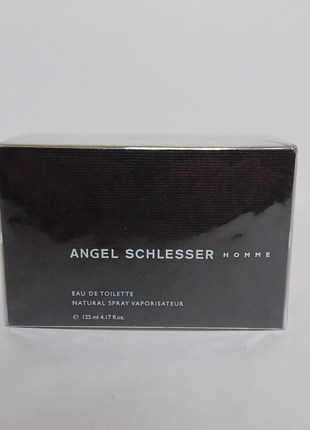 ANGEL SCHLESSER HOMME
EAU DE TOILETTE
NATURAL SPRAY VAPORISATEUR
℮ 125 ml 4.17 fl.oz.